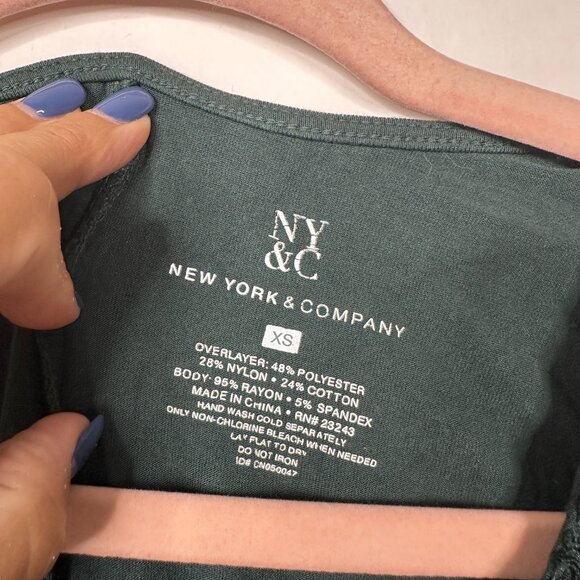 NY
&C
NEW YORK & COMPANY
XS
OVERLAYER: 48% POLYESTER
28% NYLON • 24% COTTON
BODY: 95% RAYON • 5% SPANDEX
MADE IN CHINA • RN# 23243
HAND WASH COLD SEPARATELY
ONLY NON-CHLORINE BLEACH WHEN NEEDED
LAY FLAT TO DRY
DO NOT IRON
ID# CN050047